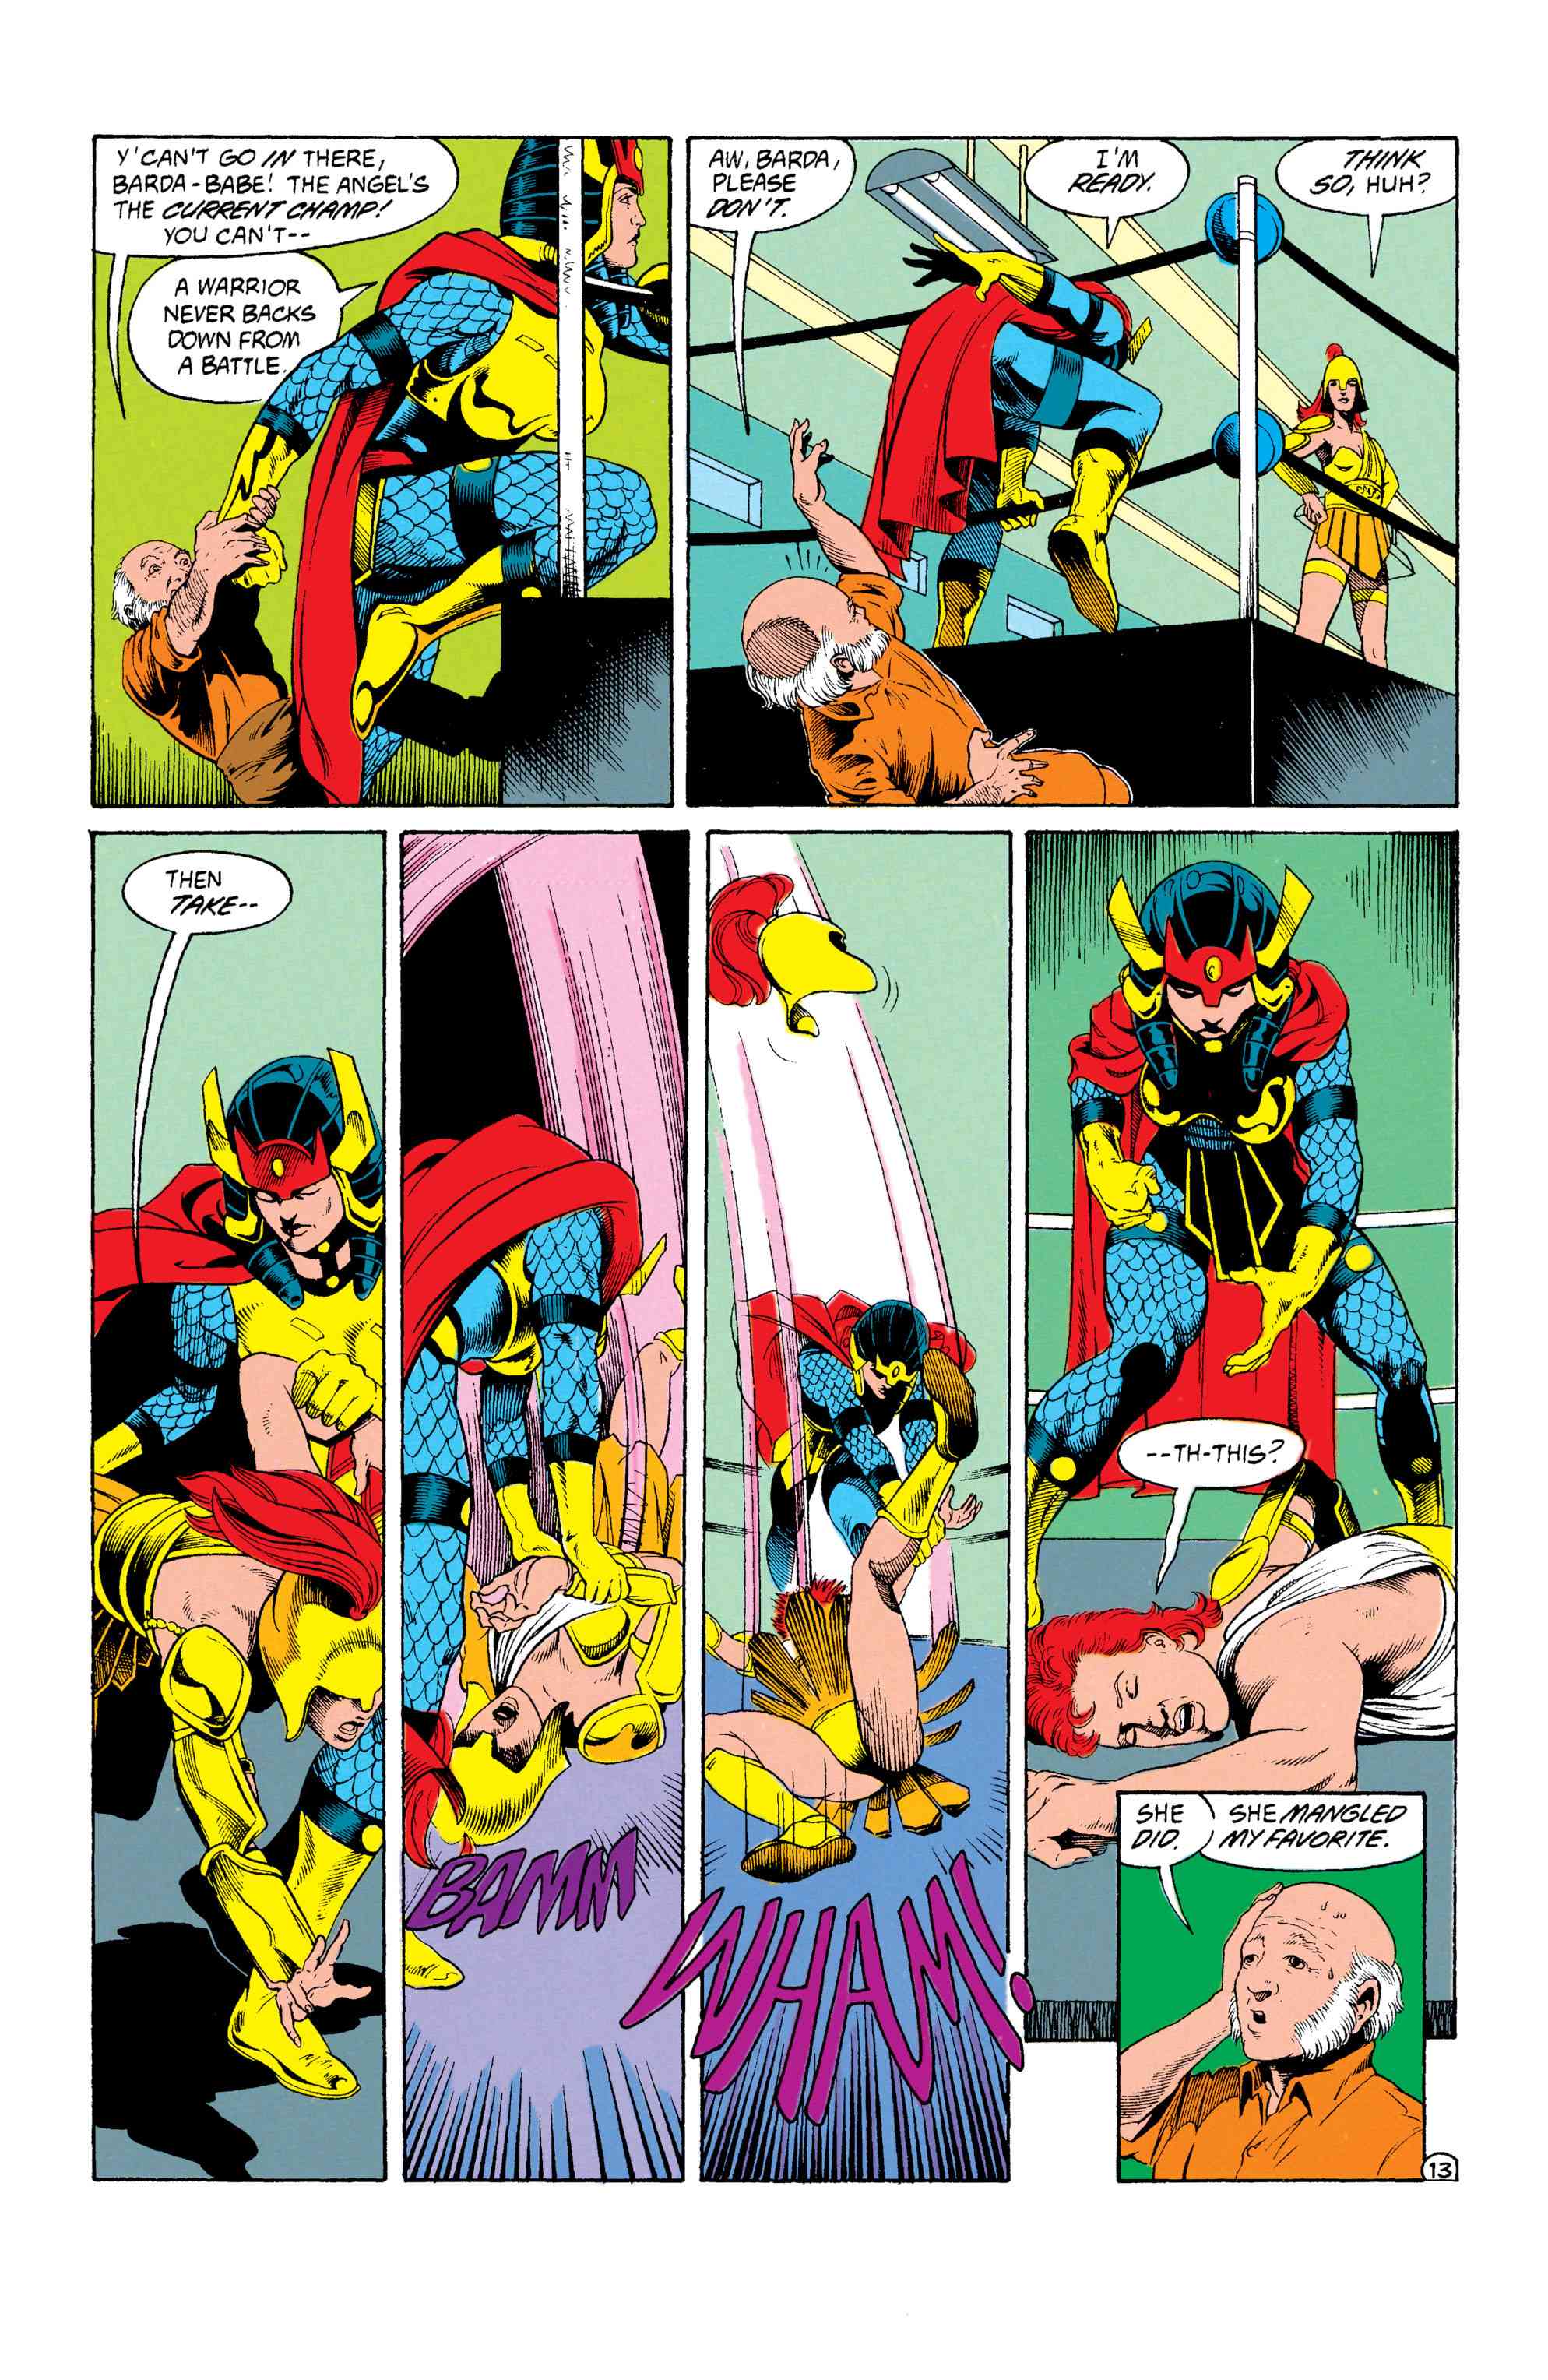 Y'CAN'T GO IN THERE,
BARDA-BABE! THE ANGEL'S
THE CURRENT CHAMP!
YOU CAN'T--
A WARRIOR
NEVER BACKS
DOWN FROM
A BATTLE.
AW, BARDA,
PLEASE
DON'T.
I'M
READY.
THINK
SO, HUH?
THEN
TAKE--
BAMM
WHAM!
--TH-THIS?
SHE
DID.
SHE MANGLED
MY FAVORITE.
13